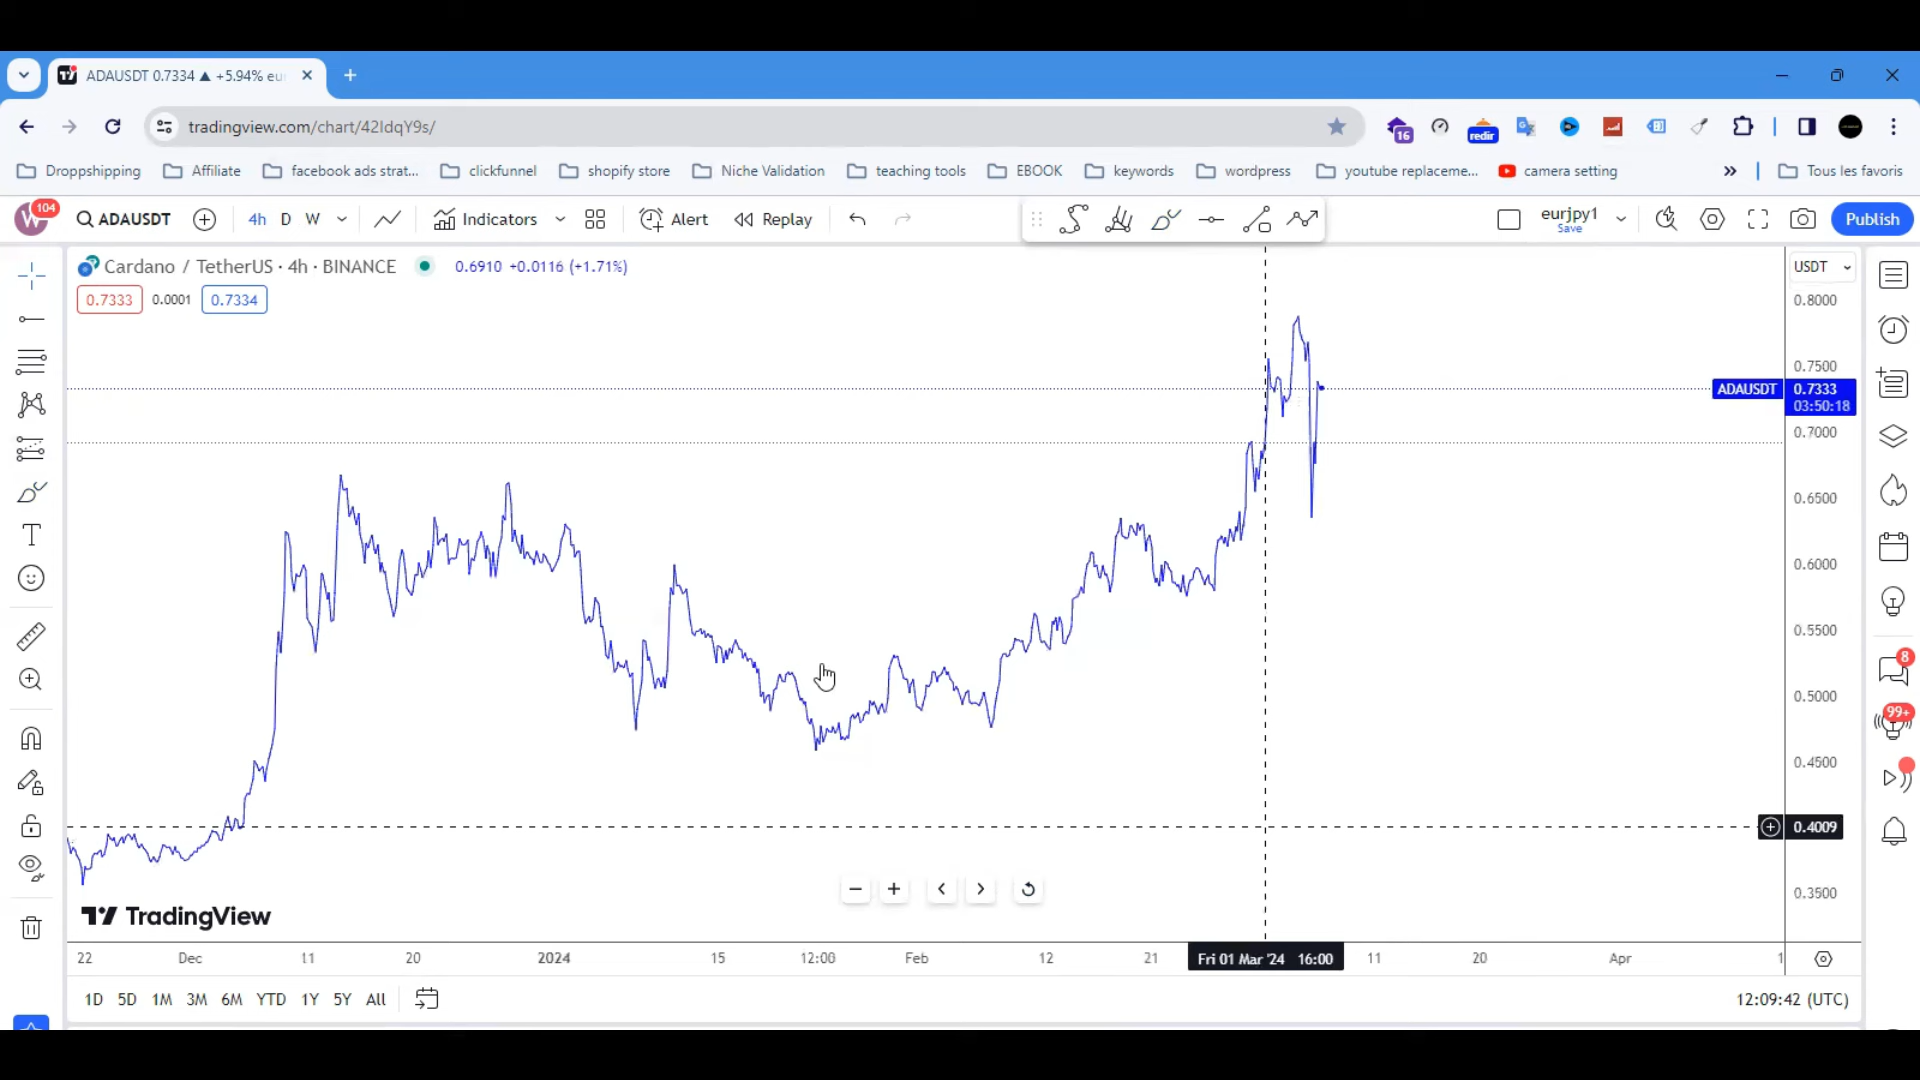 ADAUSDT 0.7334 ▲ +5.94% eu
tradingview.com/chart/42IdqY9s/
16
redir
Droppshipping
Affiliate
facebook ads strat...
clickfunnel
shopify store
Niche Validation
teaching tools
EBOOK
keywords
wordpress
youtube replaceme...
camera setting
Tous les favoris
W
104
ADAUSDT
4h
D
W
Indicators
Alert
Replay
eurjpy1
Save
Publish
Cardano / TetherUS · 4h · BINANCE
0.6910 +0.0116 (+1.71%)
0.7333
0.0001
0.7334
USDT
0.8000
0.7500
ADAUSDT
0.7333
03:50:18
0.7000
0.6500
0.6000
0.5500
0.5000
0.4500
0.4009
0.3500
8
99+
TradingView
22
Dec
11
20
2024
15
12:00
Feb
12
21
Fri 01 Mar '24 16:00
11
20
Apr
1
1D
5D
1M
3M
6M
YTD
1Y
5Y
All
12:09:42 (UTC)